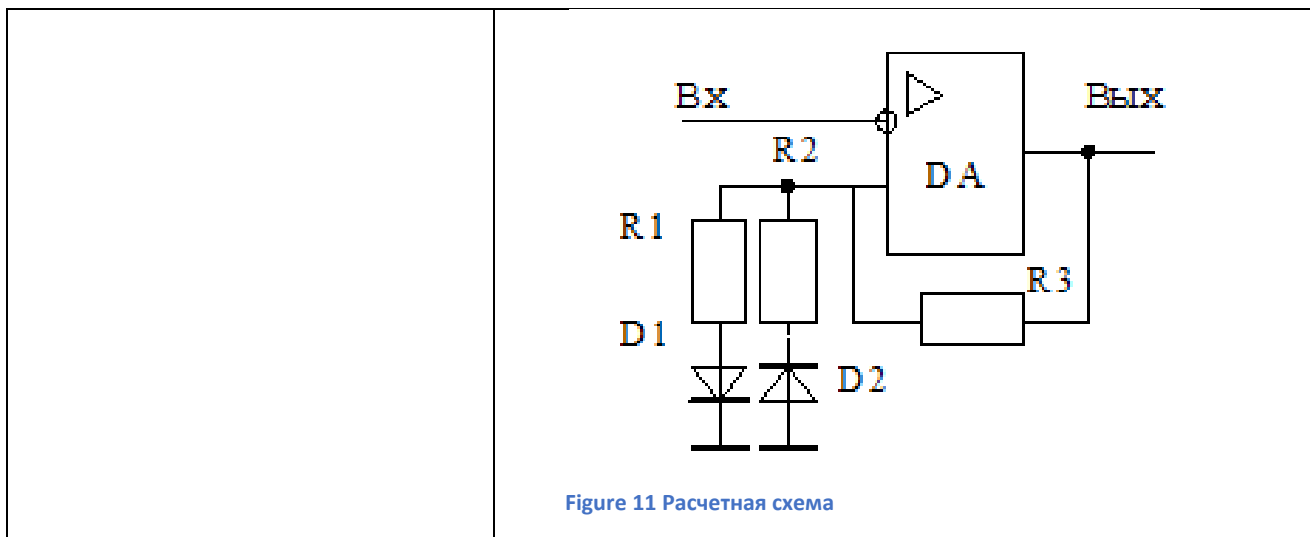 Вх
Вых
R2
DA
R1
R3
D1
D2
Figure 11 Расчетная схема